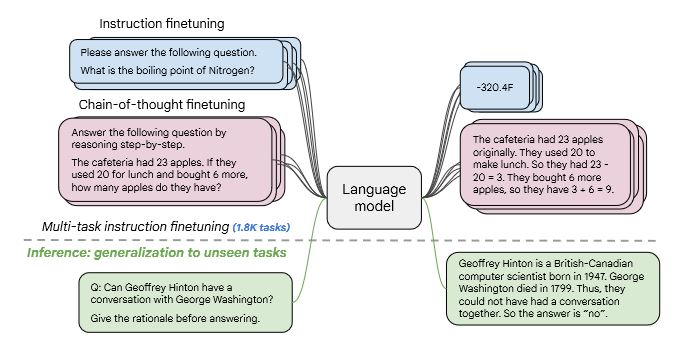 Instruction finetuning
Please answer the following question.
What is the boiling point of Nitrogen?
-320.4F
Chain-of-thought finetuning
Answer the following question by
reasoning step-by-step.
The cafeteria had 23 apples. If they
used 20 for lunch and bought 6 more,
how many apples do they have?
The cafeteria had 23 apples
originally. They used 20 to
make lunch. So they had 23 -
20 = 3. They bought 6 more
apples, so they have 3 + 6 = 9.
Language
model
Multi-task instruction finetuning (1.8K tasks)
Inference: generalization to unseen tasks
Q: Can Geoffrey Hinton have a
conversation with George Washington?
Give the rationale before answering.
Geoffrey Hinton is a British-Canadian
computer scientist born in 1947. George
Washington died in 1799. Thus, they
could not have had a conversation
together. So the answer is “no”.